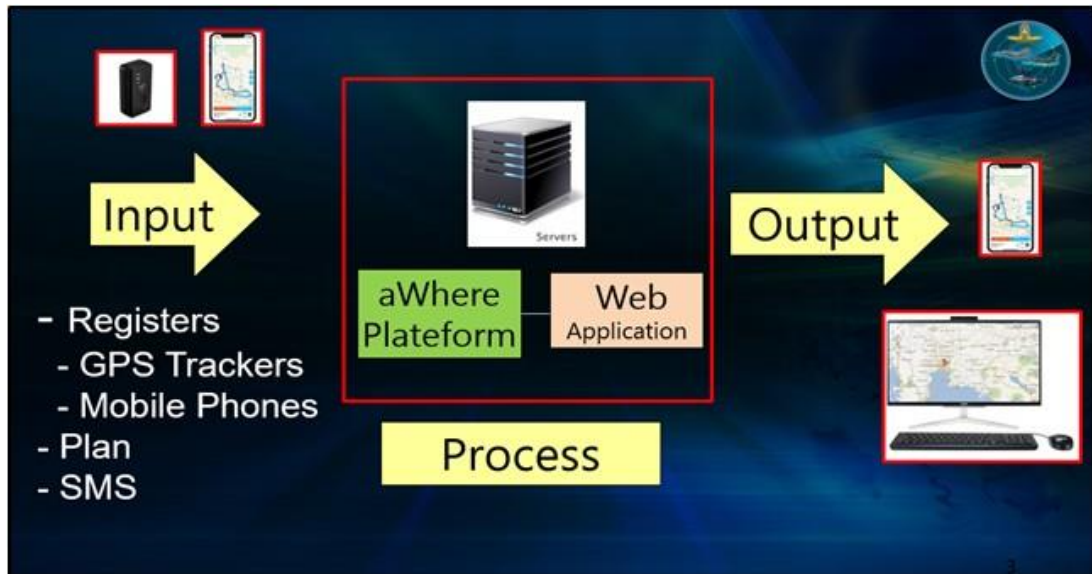 Input
- Registers
- GPS Trackers
- Mobile Phones
- Plan
- SMS
Servers
aWhere
Plateform
Web
Application
Process
Output
3